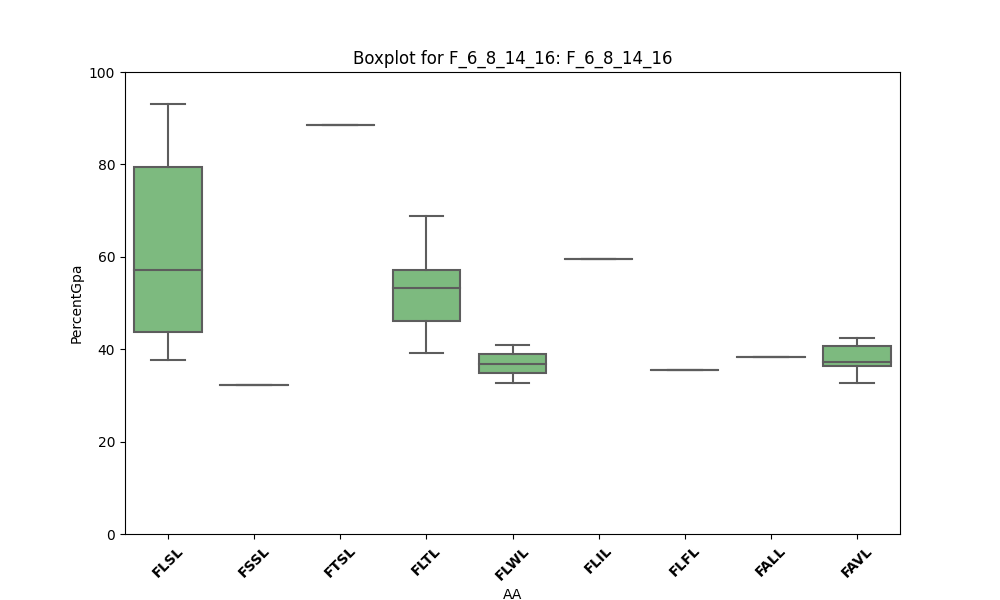 Boxplot for F_6_8_14_16: F_6_8_14_16
100
80
60
40
20
0
PercentGpa
FLSL
FSSL
FTSL
FLTL
FLWL
FLIL
FLFL
FALL
FAVL
AA